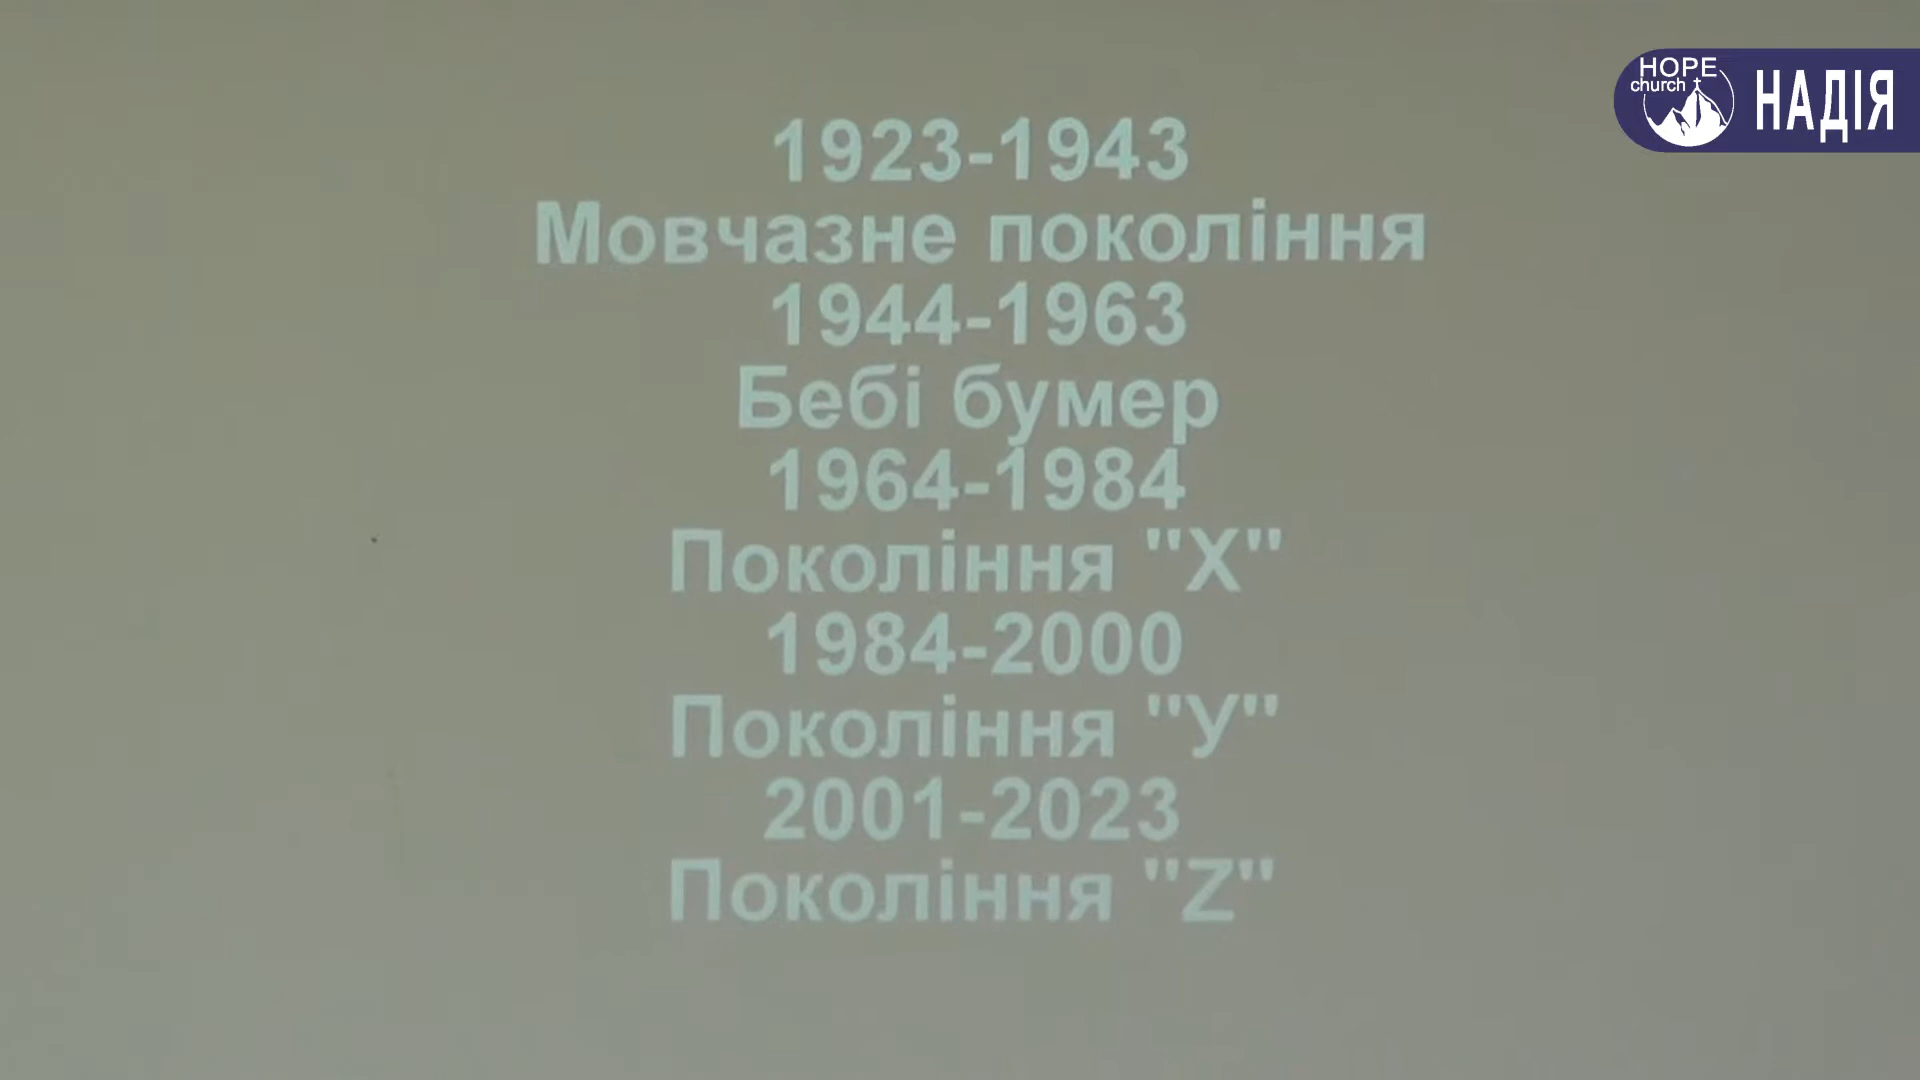 HOPE
church
НАДІЯ
1923-1943
Мовчазне покоління
1944-1963
Бебі бумер
1964-1984
Покоління "Х"
1984-2000
Покоління "У"
2001-2023
Покоління "Z"